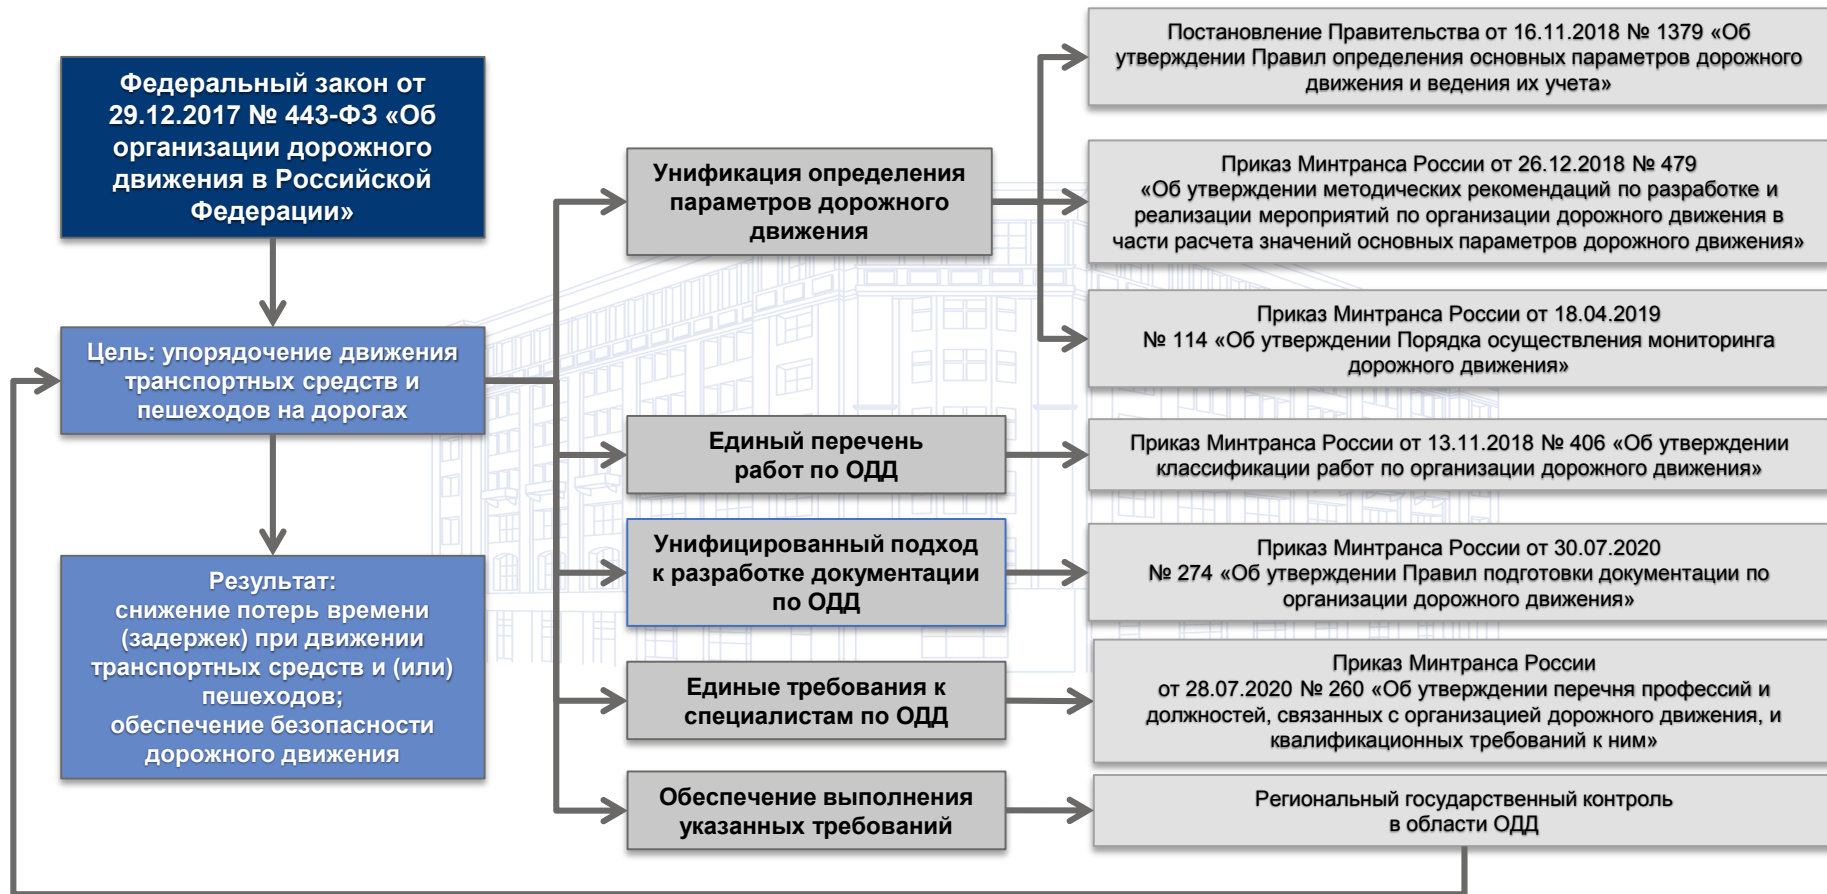 Федеральный закон от
29.12.2017 № 443-ФЗ «Об
организации дорожного
движения в Российской
Федерации»
Цель: упорядочение движения
транспортных средств и
пешеходов на дорогах
Результат:
снижение потерь времени
(задержек) при движении
транспортных средств и (или)
пешеходов;
обеспечение безопасности
дорожного движения
Унификация определения
параметров дорожного
движения
Единый перечень
работ по ОДД
Унифицированный подход
к разработке документации
по ОДД
Единые требования к
специалистам по ОДД
Обеспечение выполнения
указанных требований
Постановление Правительства от 16.11.2018 № 1379 «Об
утверждении Правил определения основных параметров дорожного
движения и ведения их учета»
Приказ Минтранса России от 26.12.2018 № 479
«Об утверждении методических рекомендаций по разработке и
реализации мероприятий по организации дорожного движения в
части расчета значений основных параметров дорожного движения»
Приказ Минтранса России от 18.04.2019
№ 114 «Об утверждении Порядка осуществления мониторинга
дорожного движения»
Приказ Минтранса России от 13.11.2018 № 406 «Об утверждении
классификации работ по организации дорожного движения»
Приказ Минтранса России от 30.07.2020
№ 274 «Об утверждении Правил подготовки документации по
организации дорожного движения»
Приказ Минтранса России
от 28.07.2020 № 260 «Об утверждении перечня профессий и
должностей, связанных с организацией дорожного движения, и
квалификационных требований к ним»
Региональный государственный контроль
в области ОДД